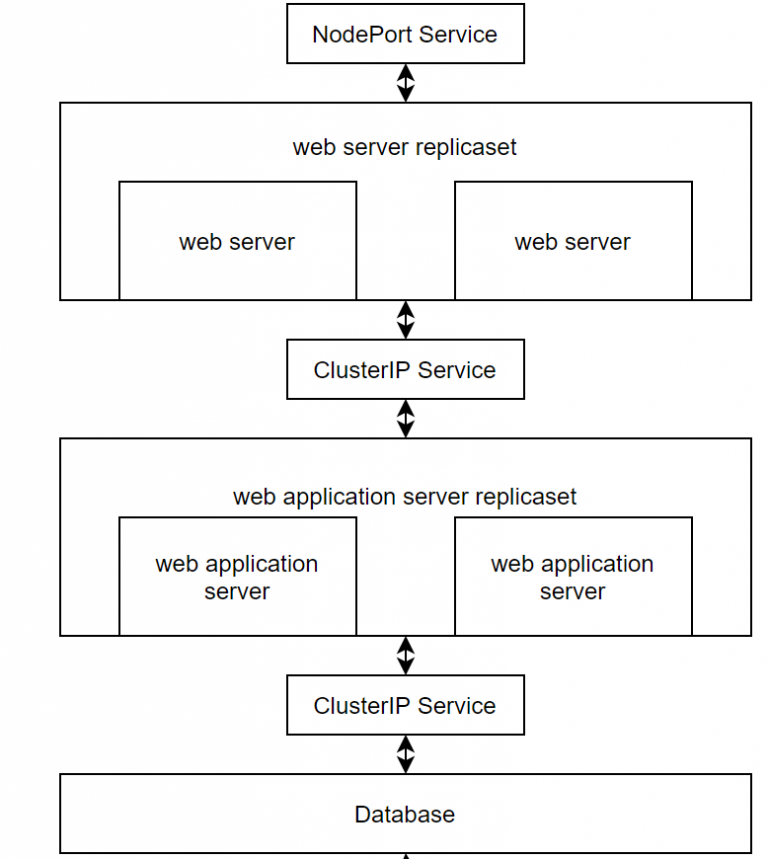 NodePort Service
web server replicaset
web server
web server
ClusterIP Service
web application server replicaset
web application
server
web application
server
ClusterIP Service
Database